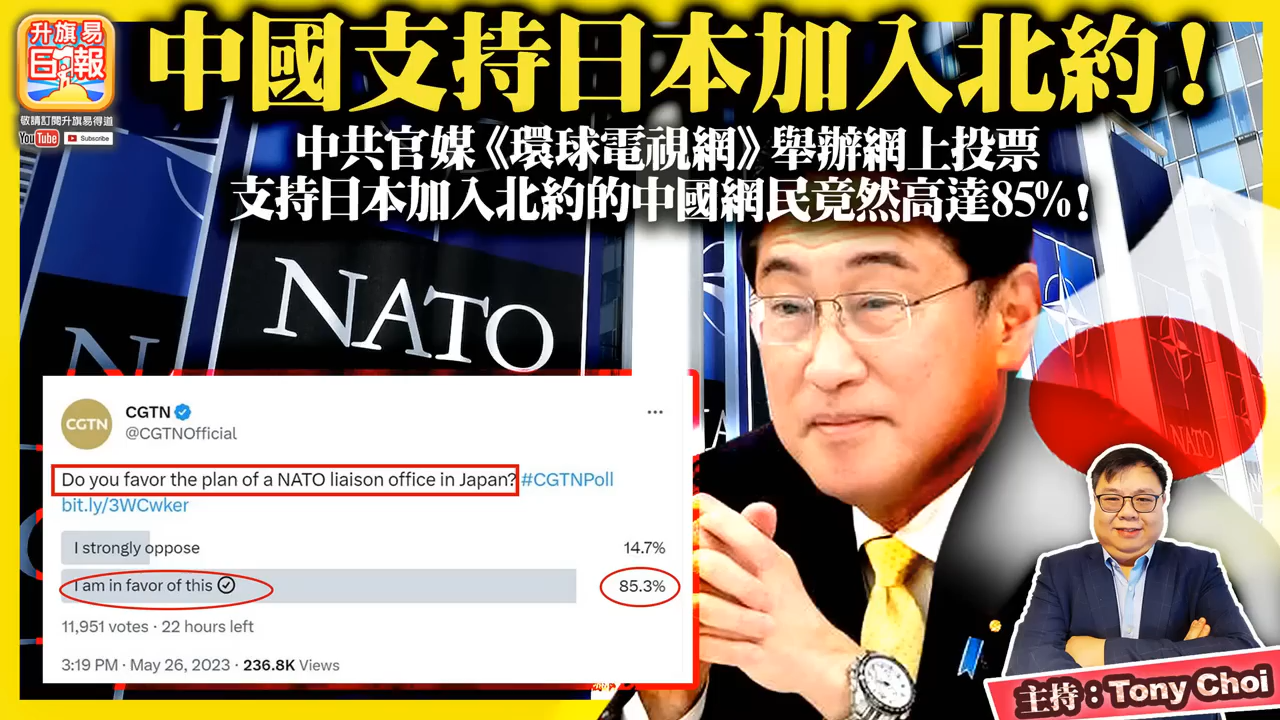 升旗易
日報
敬請訂閱升旗易得道
YouTube Subscribe
中國支持日本加入北約！
中共官媒《環球電視網》舉辦網上投票
支持日本加入北約的中國網民竟然高達85%！
NATO
N
NATO
CGTN
CGTN
@CGTNOfficial
Do you favor the plan of a NATO liaison office in Japan? #CGTNPoll
bit.ly/3WCwker
I strongly oppose 14.7%
I am in favor of this 85.3%
11,951 votes · 22 hours left
3:19 PM · May 26, 2023 · 236.8K Views
主持：Tony Choi